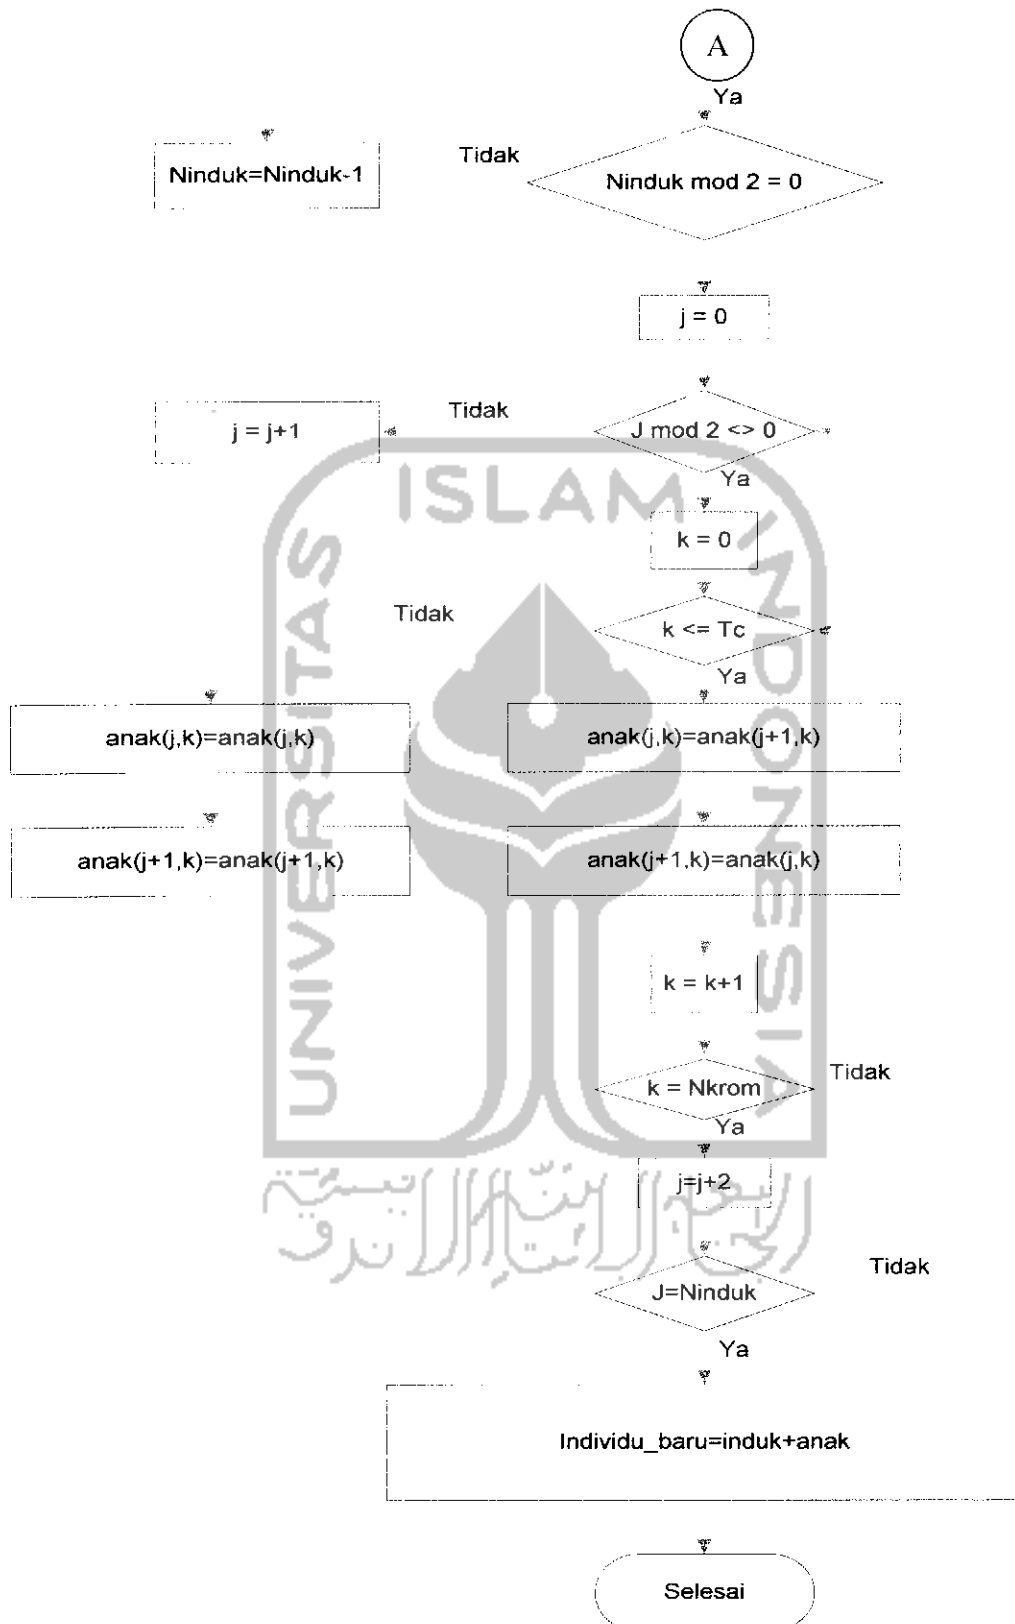 A
Ya
Tidak
Ninduk=Ninduk-1
Ninduk mod 2 = 0
j = 0
Tidak
j = j+1
J mod 2 <> 0
Ya
k = 0
Tidak
k <= Tc
Ya
anak(j,k)=anak(j,k)
anak(j,k)=anak(j+1,k)
anak(j+1,k)=anak(j+1,k)
anak(j+1,k)=anak(j,k)
k = k+1
k = Nkrom
Tidak
Ya
j=j+2
Tidak
J=Ninduk
Ya
Individu_baru=induk+anak
Selesai
UNIVERSITAS
ISLAM
INDONESIA